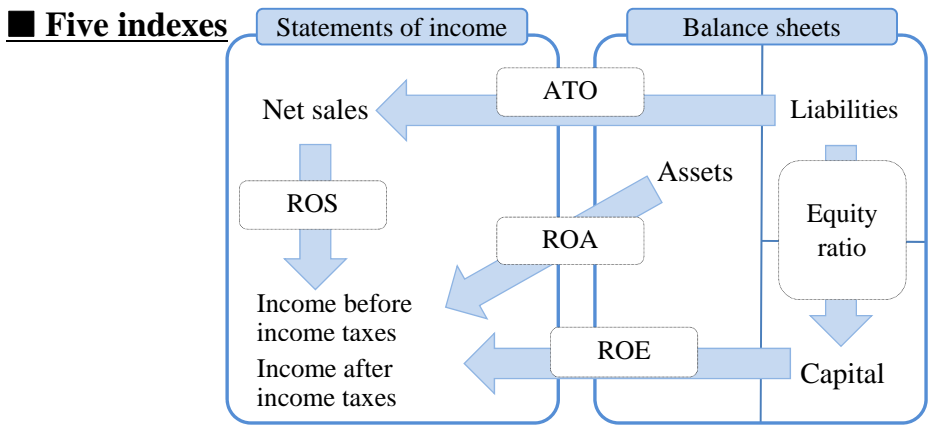 ■ Five indexes
Statements of income
Balance sheets
ATO
Net sales
Liabilities
Assets
ROS
Equity
ratio
ROA
Income before
income taxes
ROE
Income after
income taxes
Capital